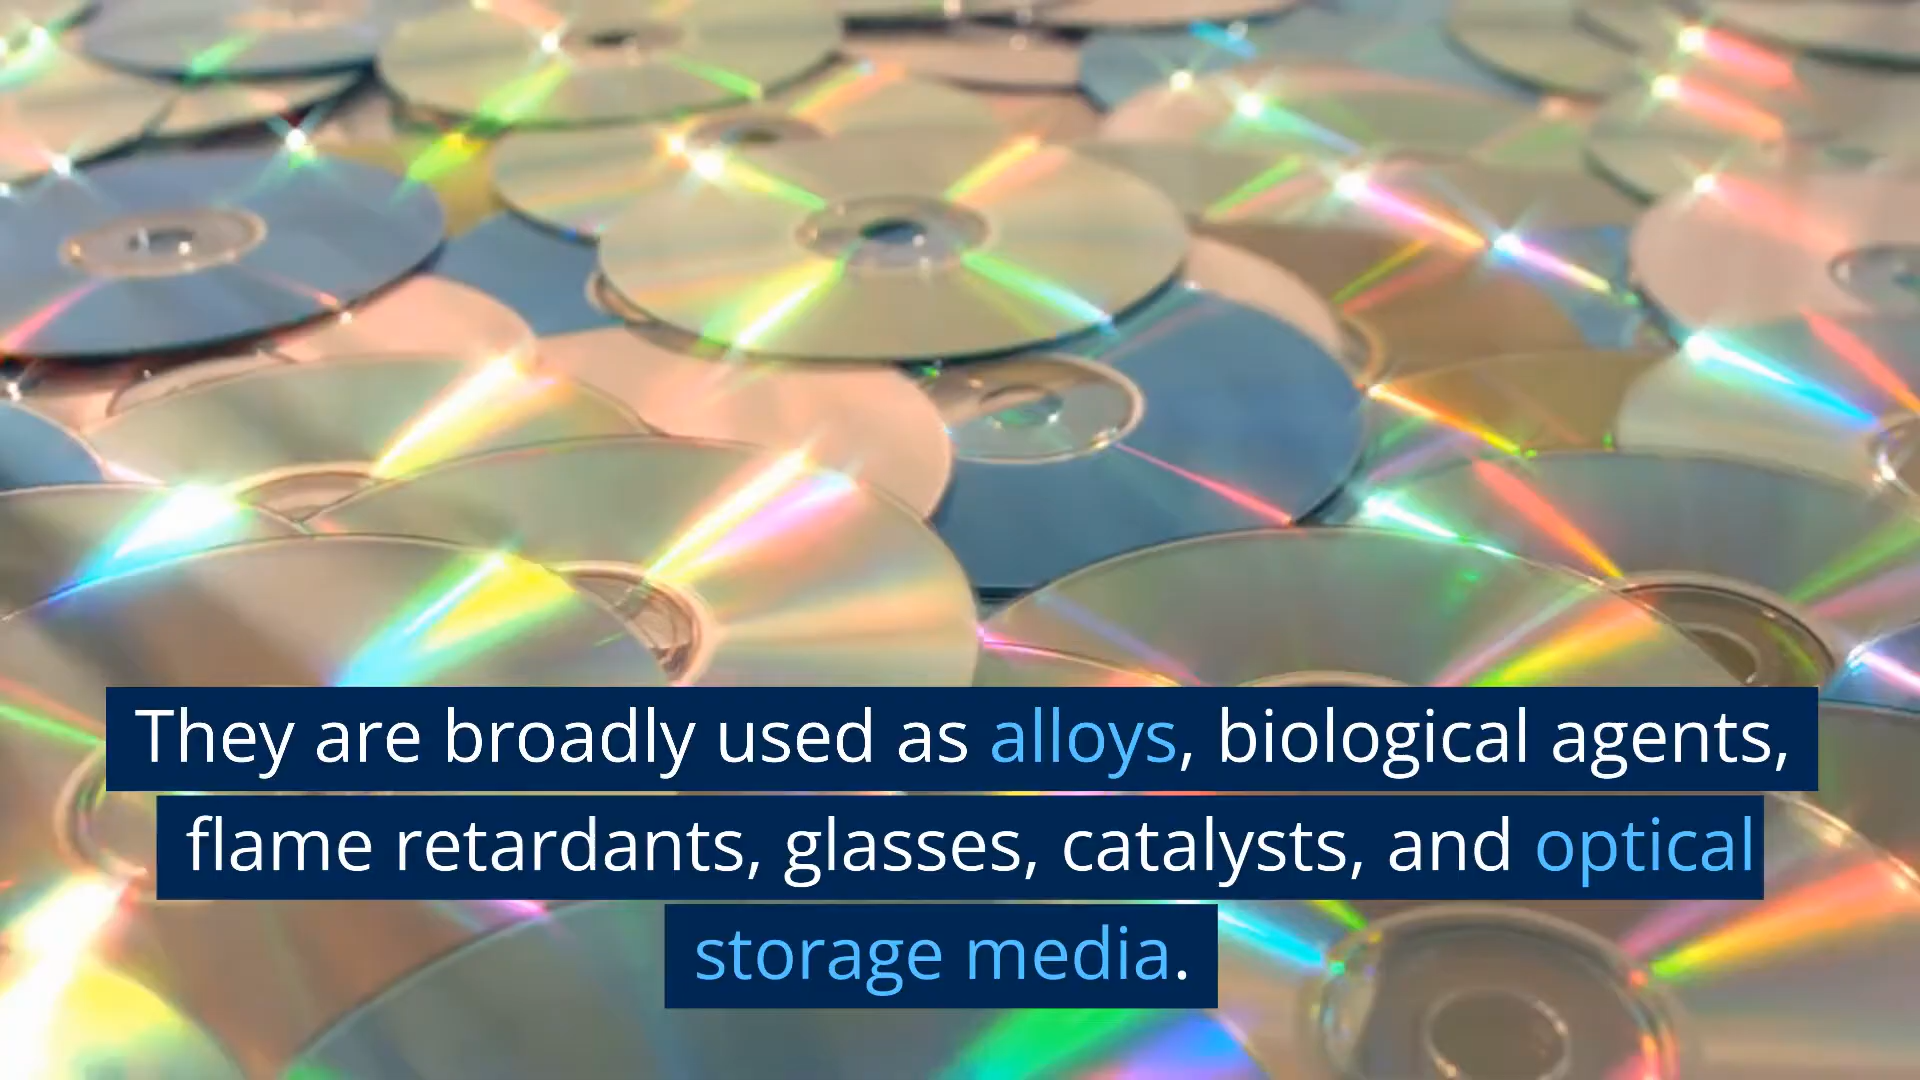 They are broadly used as alloys, biological agents,
flame retardants, glasses, catalysts, and optical
storage media.